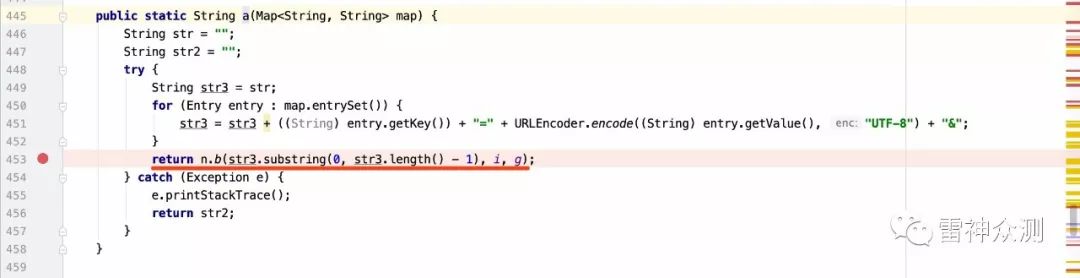 445 public static String a(Map<String, String> map) {
446 String str = "";
447 String str2 = "";
448 try {
449 String str3 = str;
450 for (Entry entry : map.entrySet()) {
451 str3 = str3 + ((String) entry.getKey()) + "=" + URLEncoder.encode((String) entry.getValue(), enc: "UTF-8") + "&";
452 }
453 return n.b(str3.substring(0, str3.length() - 1), i, g);
454 } catch (Exception e) {
455 e.printStackTrace();
456 return str2;
457 }
458 }
459
雷神众测